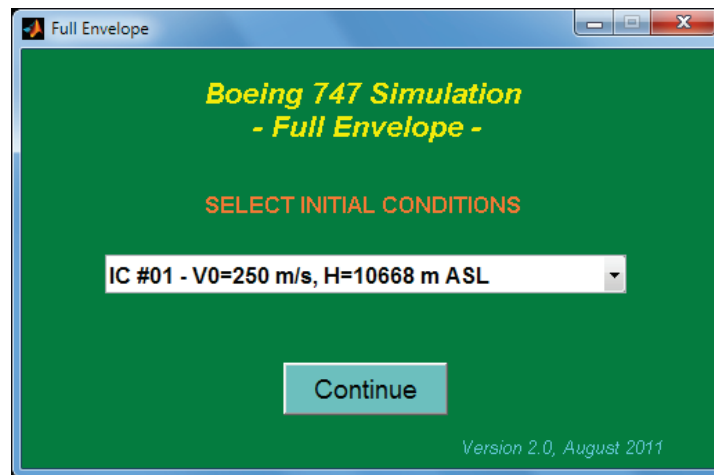 Full Envelope
Boeing 747 Simulation
- Full Envelope -
SELECT INITIAL CONDITIONS
IC #01 - V0=250 m/s, H=10668 m ASL
Continue
Version 2.0, August 2011